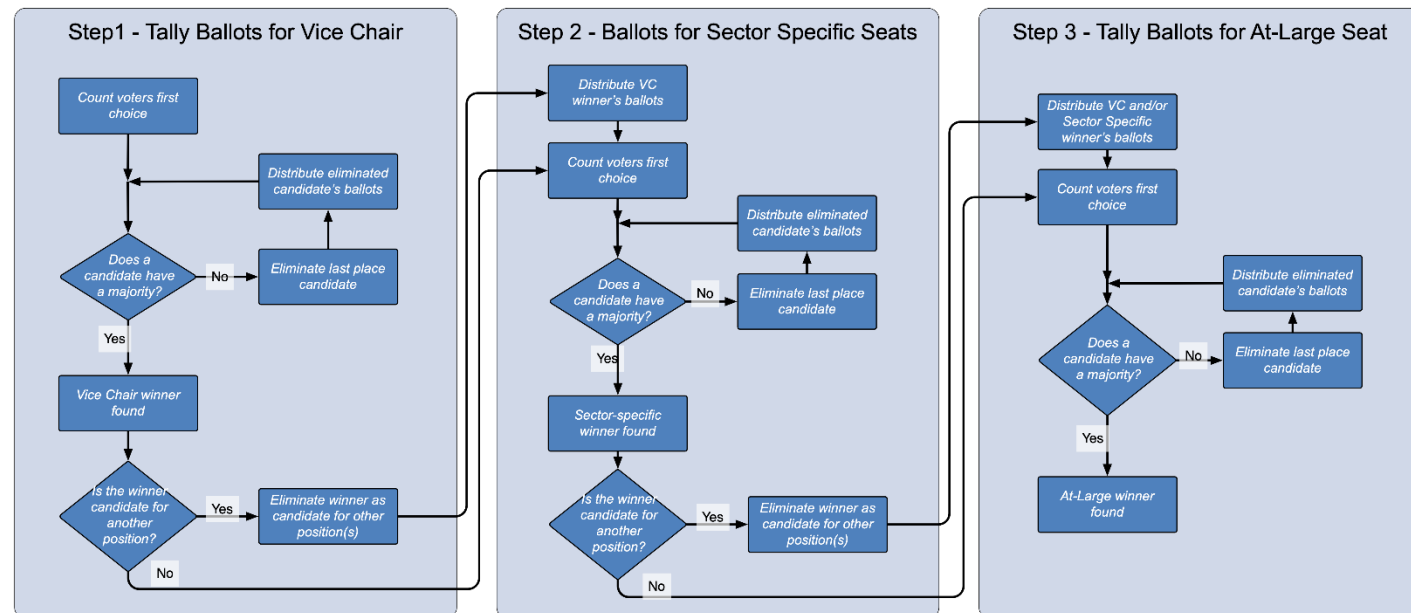 Step1 - Tally Ballots for Vice Chair
Count voters first
choice
Distribute eliminated
candidate's ballots
Does a
candidate have
a majority?
No
Eliminate last place
candidate
Yes
Vice Chair winner
found
Is the winner
candidate for
another
position?
Yes
Eliminate winner as
candidate for other
position(s)
No
Step 2 - Ballots for Sector Specific Seats
Distribute VC
winner's ballots
Count voters first
choice
Distribute eliminated
candidate's ballots
Does a
candidate have
a majority?
No
Eliminate last place
candidate
Yes
Sector-specific
winner found
Is the winner
candidate for
another
position?
Yes
Eliminate winner as
candidate for other
position(s)
No
Step 3 - Tally Ballots for At-Large Seat
Distribute VC and/or
Sector Specific
winner's ballots
Count voters first
choice
Distribute eliminated
candidate's ballots
Does a
candidate have
a majority?
No
Eliminate last place
candidate
Yes
At-Large winner
found